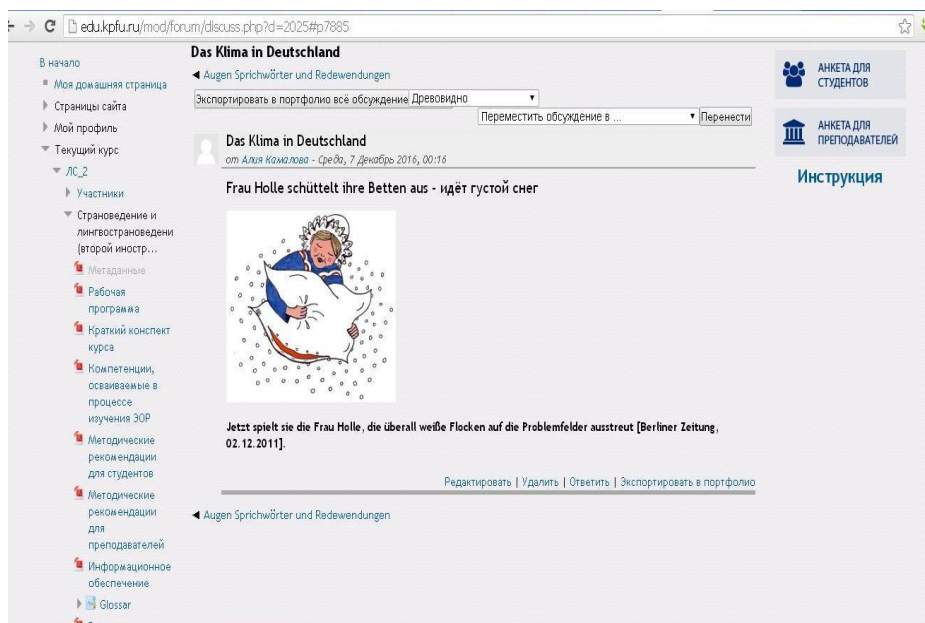 edu.kpfu.ru/mod/forum/discuss.php?d=2025#p7885
В начало
Моя домашняя страница
Страницы сайта
Мой профиль
Текущий курс
ЛС_2
Участники
Страноведение и
лингвострановедени
(второй иностр...
Метаданные
Рабочая
программа
Краткий конспект
курса
Компетенции,
осваиваемые в
процессе
изучения ЭОР
Методические
рекомендации
для студентов
Методические
рекомендации
для
преподавателей
Информационное
обеспечение
Glossar
Das Klima in Deutschland
◄ Augen Sprichwörter und Redewendungen
Экспортировать в портфолио всё обсуждение Древовидно
Переместить обсуждение в ... Перенести
Das Klima in Deutschland
от Алия Камалова - Среда, 7 Декабрь 2016, 00:16
Frau Holle schüttelt ihre Betten aus - идёт густой снег
Jetzt spielt sie die Frau Holle, die überall weiße Flocken auf die Problemfelder ausstreut [Berliner Zeitung,
02.12.2011].
Редактировать | Удалить | Ответить | Экспортировать в портфолио
◄ Augen Sprichwörter und Redewendungen
АНКЕТА ДЛЯ
СТУДЕНТОВ
АНКЕТА ДЛЯ
ПРЕПОДАВАТЕЛЕЙ
Инструкция